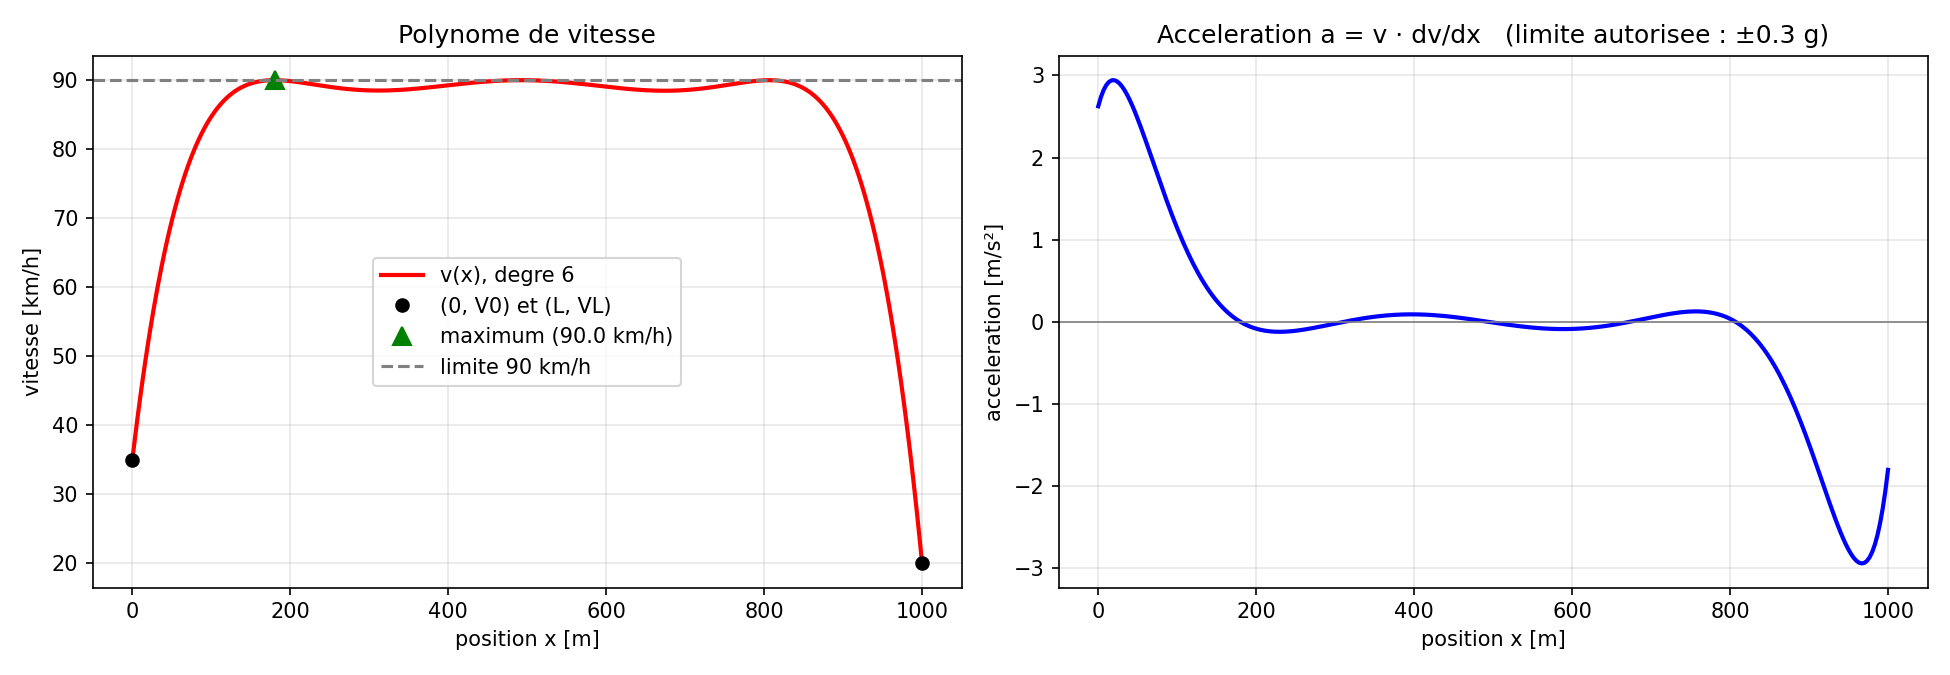 Polynome de vitesse
90
80
70
60
50
40
30
20
vitesse [km/h]
v(x), degre 6
(0, V0) et (L, VL)
maximum (90.0 km/h)
limite 90 km/h
0 200 400 600 800 1000
position x [m]
Acceleration a = v · dv/dx (limite autorisee : ±0.3 g)
3
2
1
0
−1
−2
−3
acceleration [m/s²]
0 200 400 600 800 1000
position x [m]